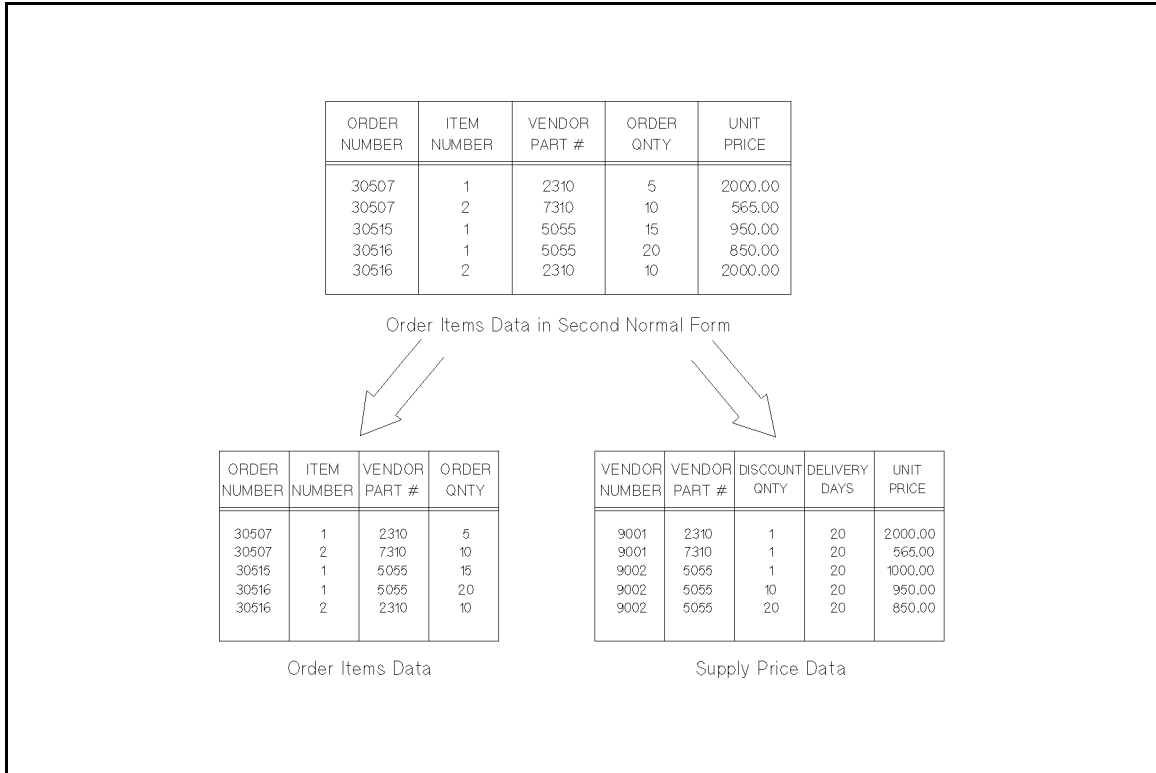 ORDER NUMBER ITEM NUMBER VENDOR PART # ORDER QNTY UNIT PRICE
30507 1 2310 5 2000.00
30507 2 7310 10 565.00
30515 1 5055 15 950.00
30516 1 5055 20 850.00
30516 2 2310 10 2000.00
Order Items Data in Second Normal Form
ORDER NUMBER ITEM NUMBER VENDOR PART # ORDER QNTY
30507 1 2310 5
30507 2 7310 10
30515 1 5055 15
30516 1 5055 20
30516 2 2310 10
Order Items Data
VENDOR NUMBER VENDOR PART # DISCOUNT QNTY DELIVERY DAYS UNIT PRICE
9001 2310 1 20 2000.00
9001 7310 1 20 565.00
9002 5055 1 20 1000.00
9002 5055 10 20 950.00
9002 5055 20 20 850.00
Supply Price Data